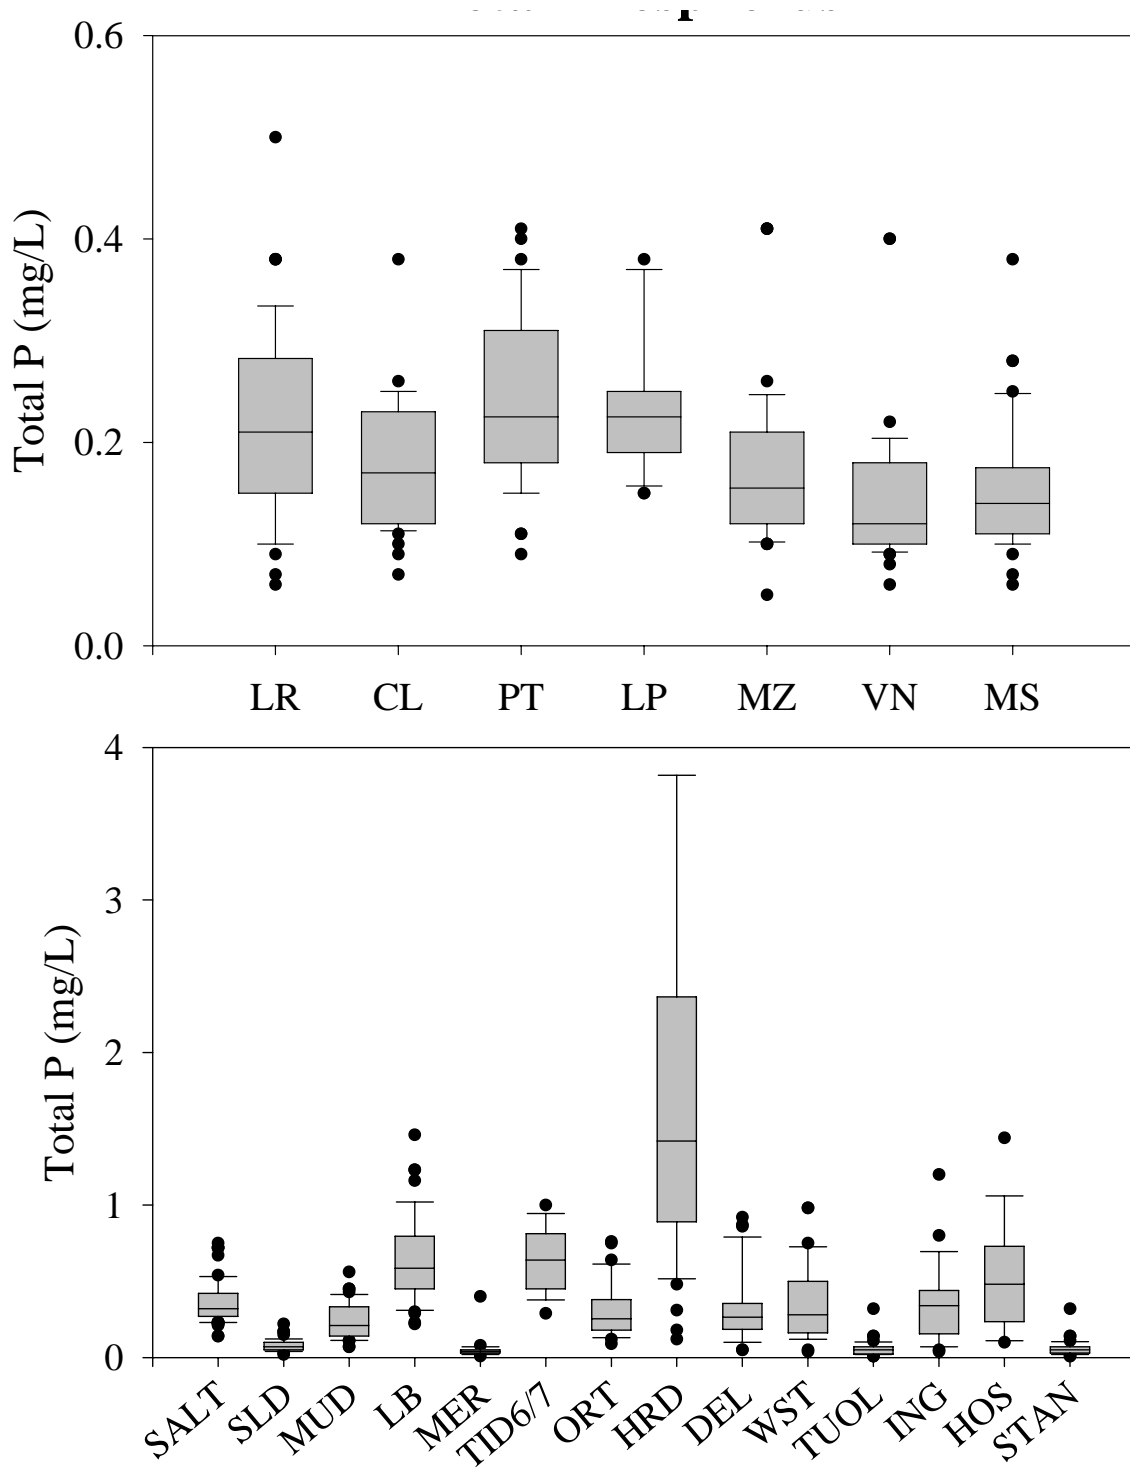 0.6
0.4
0.2
0.0
Total P (mg/L)
LR CL PT LP MZ VN MS
4
3
2
1
0
Total P (mg/L)
SALT SLD MUD LB MER TID6/7 ORT HRD DEL WST TUOL ING HOS STAN